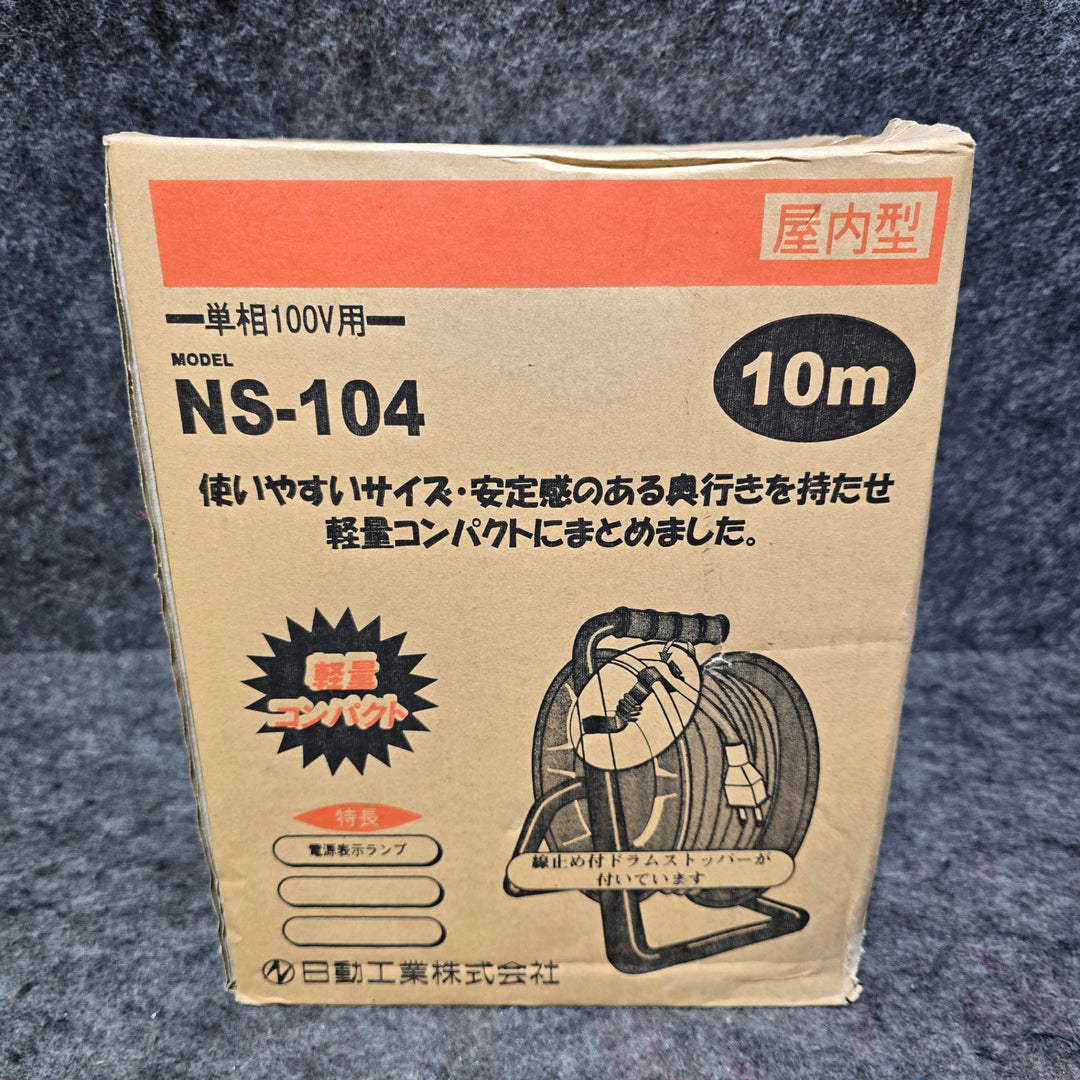 屋内型
単相100V用
MODEL
NS-104
10m
使いやすいサイズ・安定感のある奥行きを持たせ
軽量コンパクトにまとめました。
軽量
コンパクト
特長
電源表示ランプ
線止め付ドラムストッパーが
付いています
日動工業株式会社